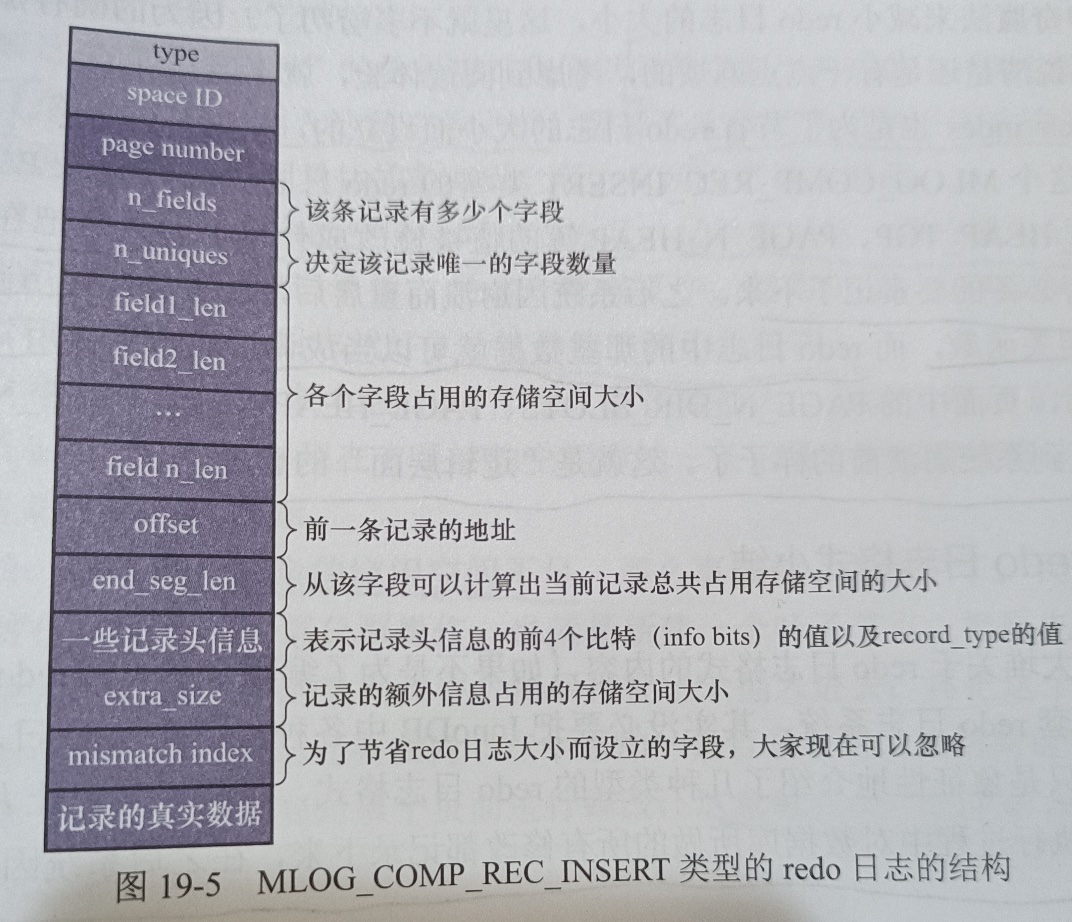 type
space ID
page number
n_fields 该条记录有多少个字段
n_uniques 决定该记录唯一的字段数量
field1_len
field2_len
… 各个字段占用的存储空间大小
field n_len
offset 前一条记录的地址
end_seg_len 从该字段可以计算出当前记录总共占用存储空间的大小
一些记录头信息 表示记录头信息的前4个比特（info bits）的值以及record_type的值
extra_size 记录的额外信息占用的存储空间大小
mismatch index 为了节省redo日志大小而设立的字段，大家现在可以忽略
记录的真实数据
图 19-5 MLOG_COMP_REC_INSERT 类型的 redo 日志的结构